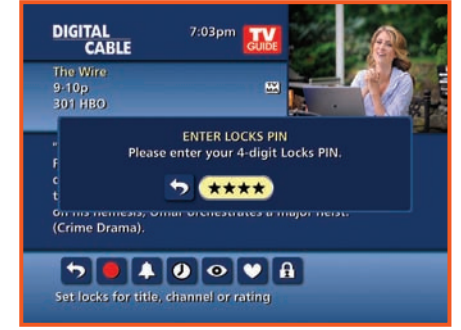 DIGITAL
CABLE
7:03pm
TV
GUIDE
The Wire
9-10p
301 HBO
ENTER LOCKS PIN
Please enter your 4-digit Locks PIN.
★★★★
on his nemesis, Omar orchestrates a major heist.
(Crime Drama).
Set locks for title, channel or rating